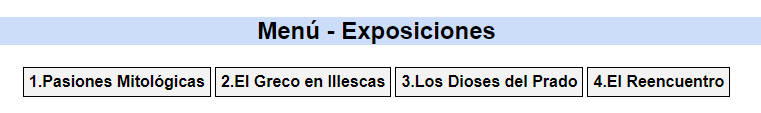 Menú - Exposiciones
1.Pasiones Mitológicas 2.El Greco en Illescas 3.Los Dioses del Prado 4.El Reencuentro